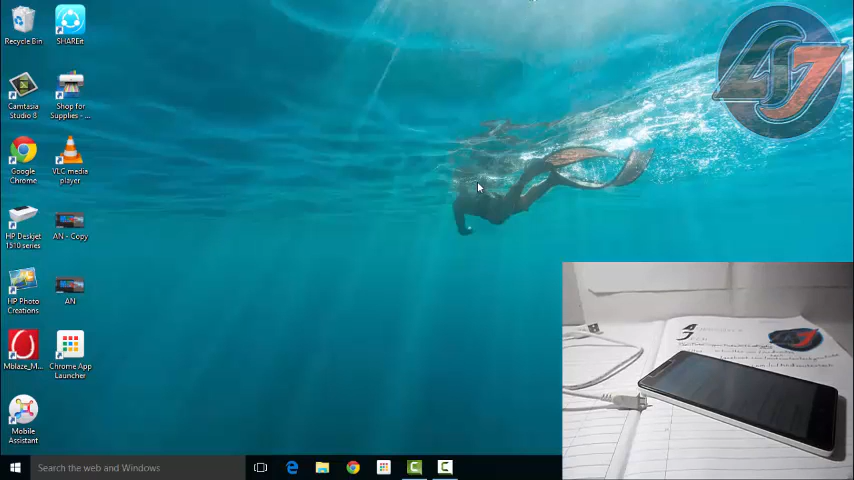 Recycle Bin
SHAREit
Camtasia
Studio 8
Shop for
Supplies - ...
Google
Chrome
VLC media
player
HP Deskjet
1510 series
AN - Copy
HP Photo
Creations
AN
Mblaze_M...
Chrome App
Launcher
Mobile
Assistant
Search the web and Windows